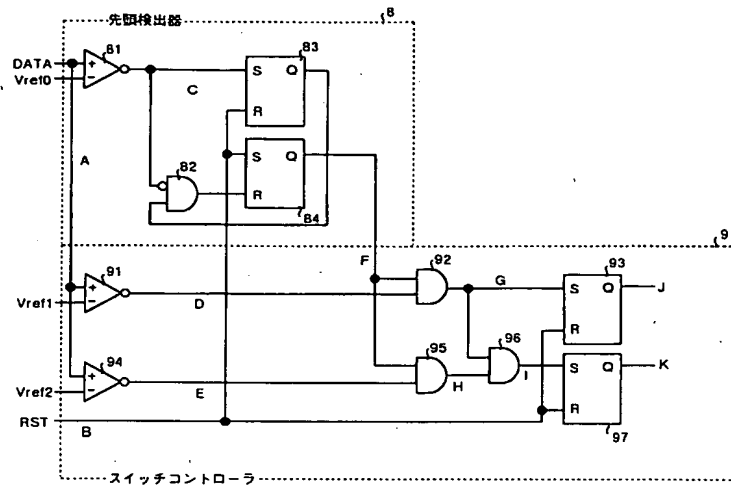 先頭検出器
8
DATA
81
83
Vref0
+
−
S Q
C
R
A
82
S Q
R
84
9
F
91
92
93
+
−
G
S Q
J
Vref1
D
R
94
95
96
+
−
S Q
K
H
I
Vref2
E
R
RST
B
97
スイッチコントローラ